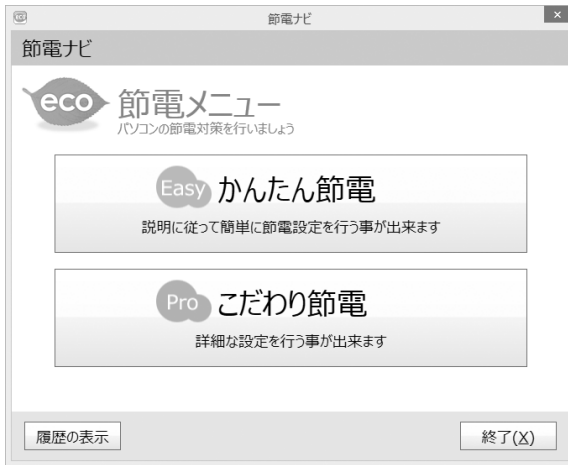 節電ナビ
節電ナビ
eco 節電メニュー
パソコンの節電対策を行いましょう
Easy かんたん節電
説明に従って簡単に節電設定を行う事が出来ます
Pro こだわり節電
詳細な設定を行う事が出来ます
履歴の表示 終了(X)